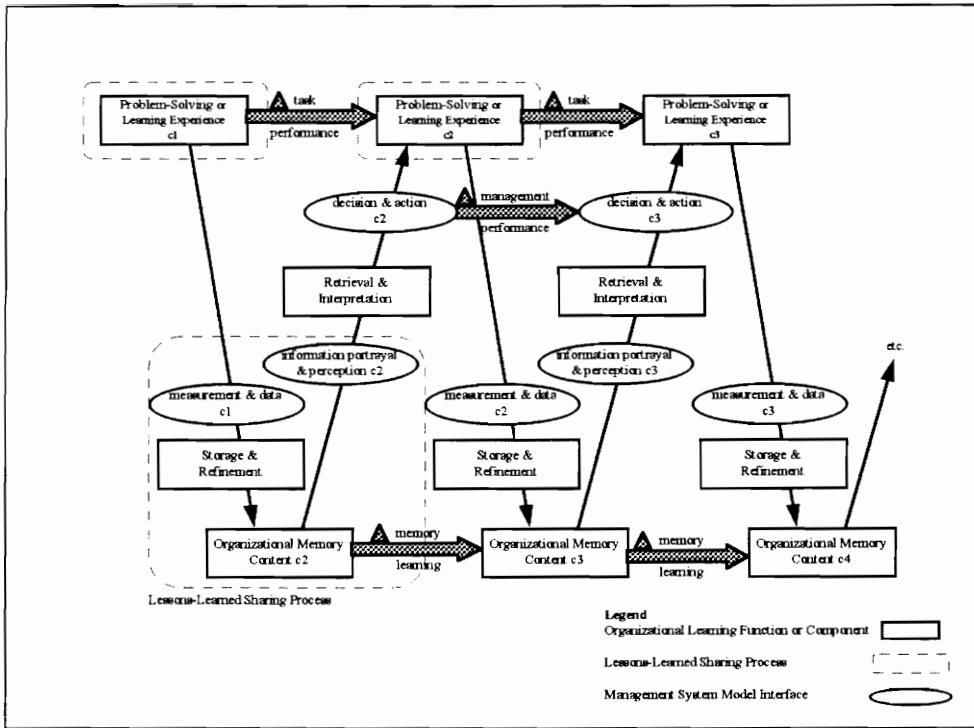 Problem-Solving or
Learning Experience
c1
task
performance
Problem-Solving or
Learning Experience
c2
task
performance
Problem-Solving or
Learning Experience
c3
decision & action
c2
management
performance
decision & action
c3
Retrieval &
Interpretation
Retrieval &
Interpretation
information portrayal
& perception c2
information portrayal
& perception c3
etc.
measurement & data
c1
measurement & data
c2
measurement & data
c3
Storage &
Refinement
Storage &
Refinement
Storage &
Refinement
Organizational Memory
Content c2
memory
learning
Organizational Memory
Content c3
memory
learning
Organizational Memory
Content c4
Lessons-Learned Sharing Process
Legend
Organizational Learning Function or Component
Lessons-Learned Sharing Process
Management System Model Interface